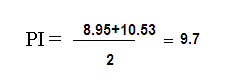 PI = 8.95+10.53 = 9.7
2